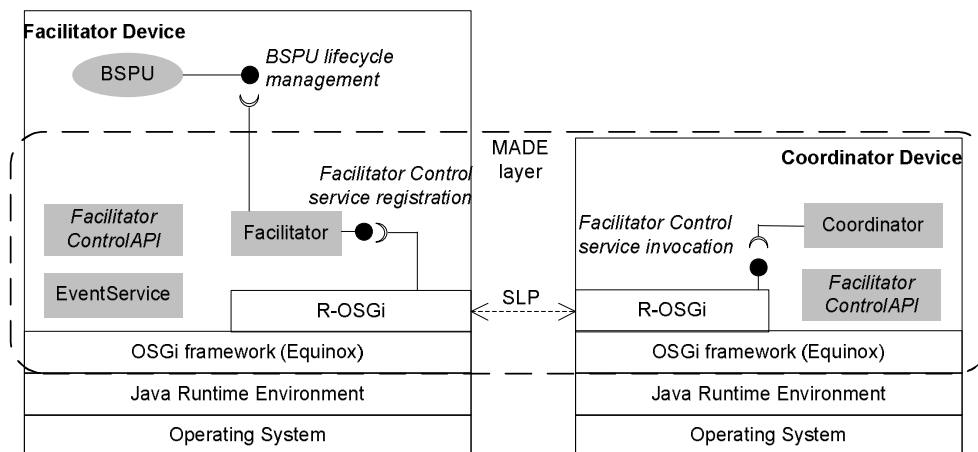 Facilitator Device
BSPU
BSPU lifecycle
management
MADE
layer
Facilitator Control
service registration
Facilitator
ControlAPI
Facilitator
EventService
R-OSGi
OSGi framework (Equinox)
Java Runtime Environment
Operating System
SLP
Coordinator Device
Facilitator Control
service invocation
Coordinator
Facilitator
ControlAPI
R-OSGi
OSGi framework (Equinox)
Java Runtime Environment
Operating System